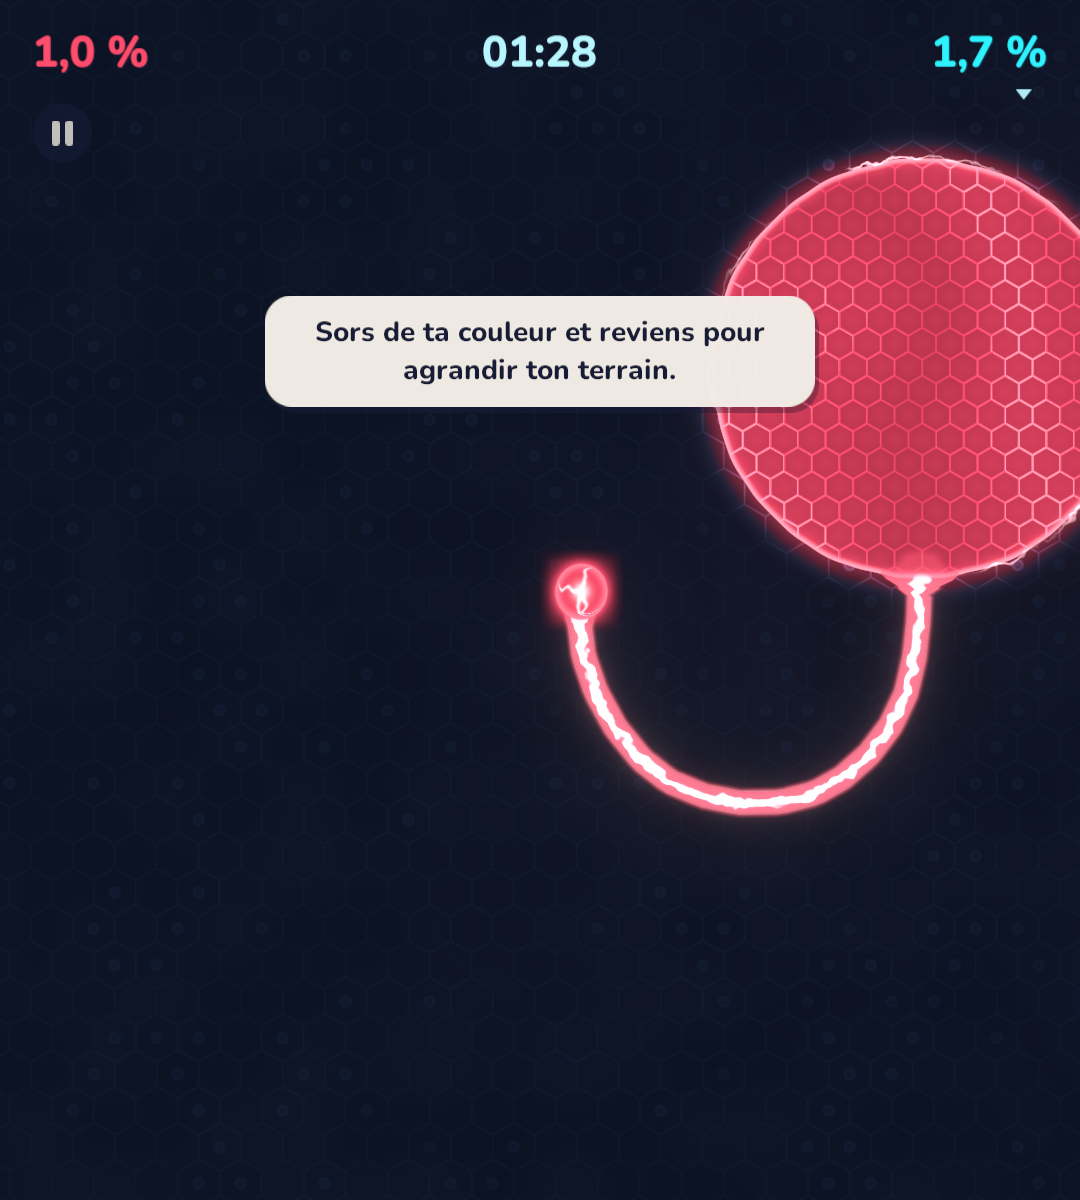 1,0 %
01:28
1,7 %
Sors de ta couleur et reviens pour
agrandir ton terrain.